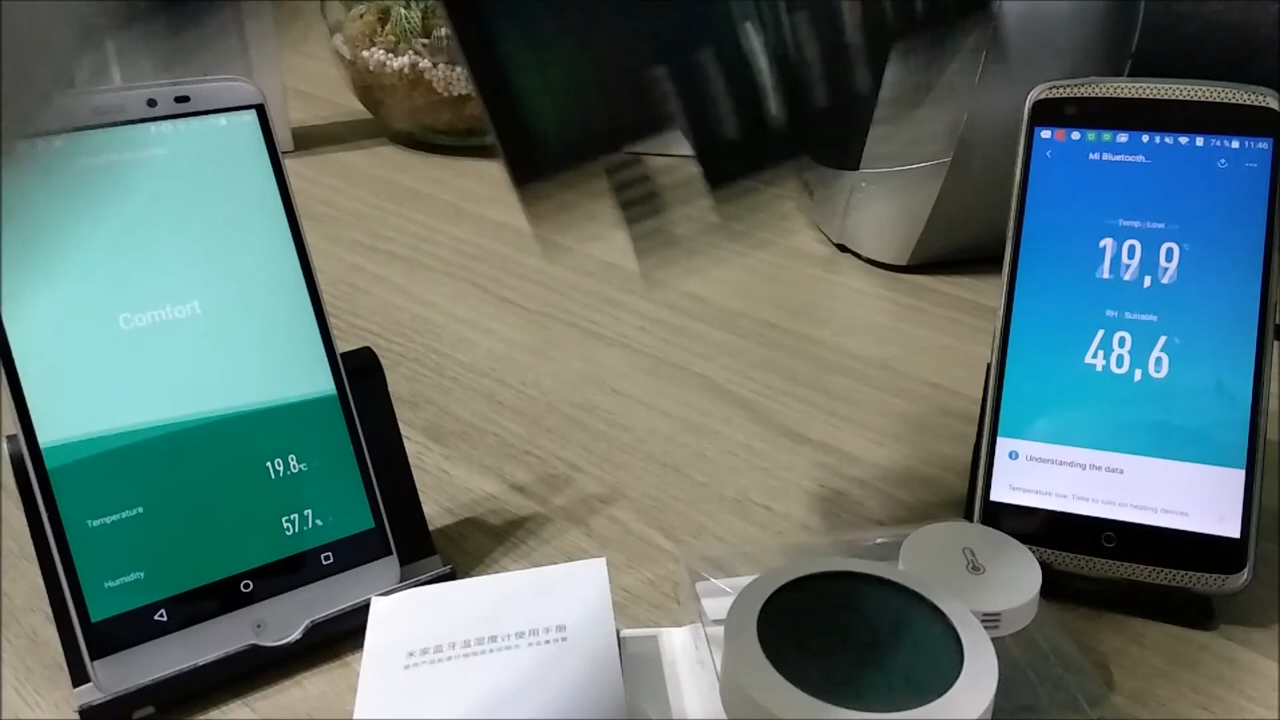 Comfort
Temperature
19.8℃
Humidity
57.7%
米家蓝牙温湿度计使用手册
74% 11:46
Mi Bluetooth...
Temp Low
19,9
RH Suitable
48,6
Understanding the data
Temperature low. Time to turn on heating devices.